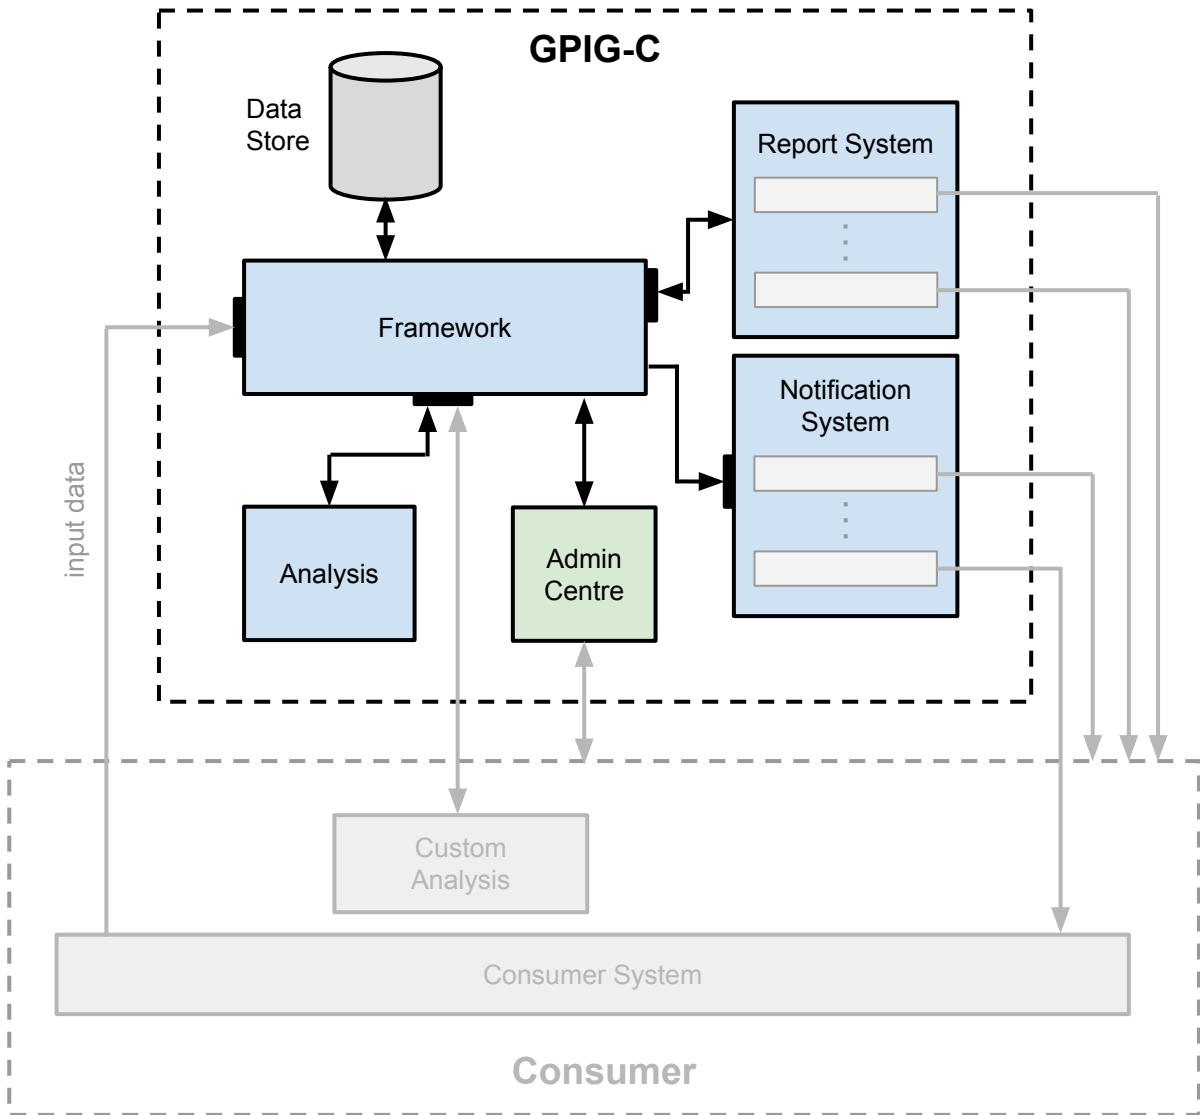 GPIG-C
Data
Store
Report System
Framework
Notification
System
input data
Analysis
Admin
Centre
Custom
Analysis
Consumer System
Consumer